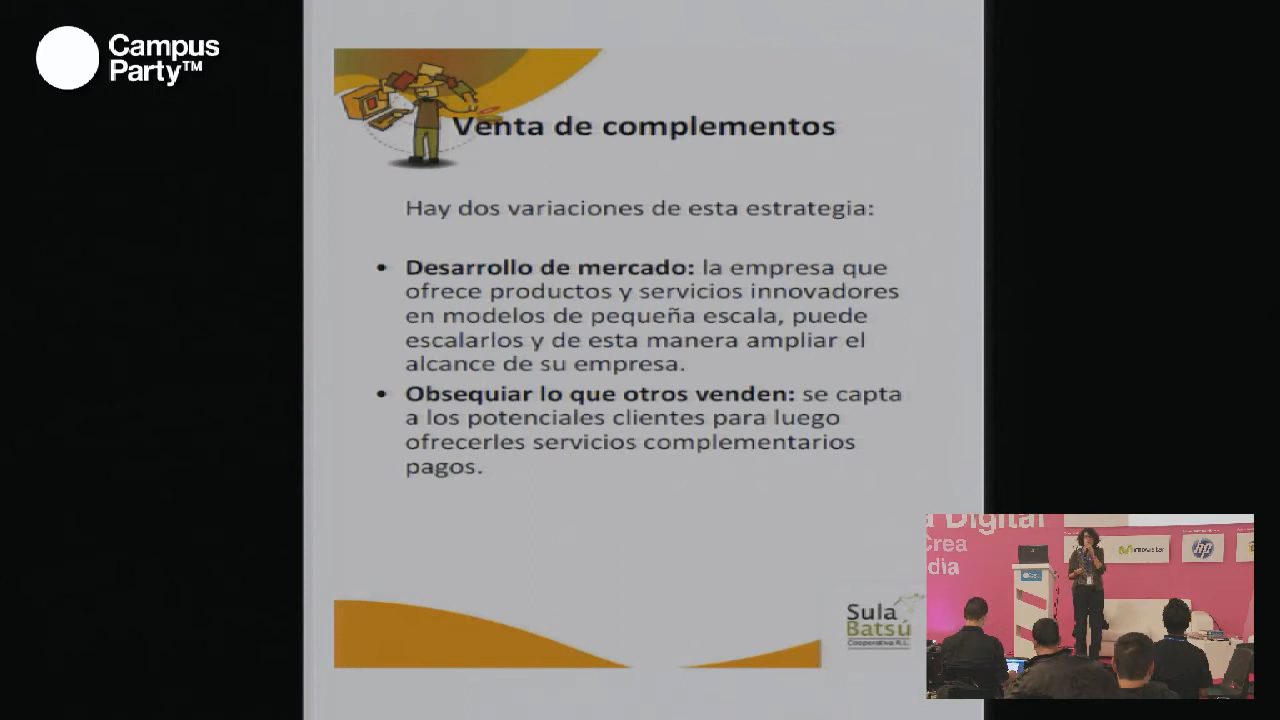 Campus
Party™
Venta de complementos
Hay dos variaciones de esta estrategia:
• Desarrollo de mercado: la empresa que
ofrece productos y servicios innovadores
en modelos de pequeña escala, puede
escalarlos y de esta manera ampliar el
alcance de su empresa.
• Obsequiar lo que otros venden: se capta
a los potenciales clientes para luego
ofrecerles servicios complementarios
pagos.
Sula
Batsú
Cooperativa R.L.
a Digital
Crea
dia
movistar
hp